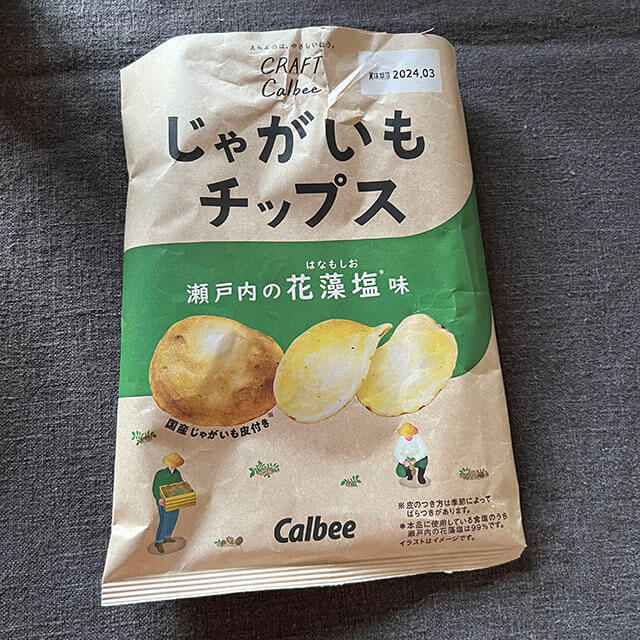 えらぶのは、やさしいほう。
CRAFT
Calbee
賞味期限 2024.03
じゃがいも
チップス
はなもしお
瀬戸内の花藻塩*味
国産じゃがいも皮付き※
※皮のつき方は季節によって
ばらつきがあります。
*本品に使用している食塩のうち
瀬戸内の花藻塩は99%です。
イラストはイメージです。
Calbee